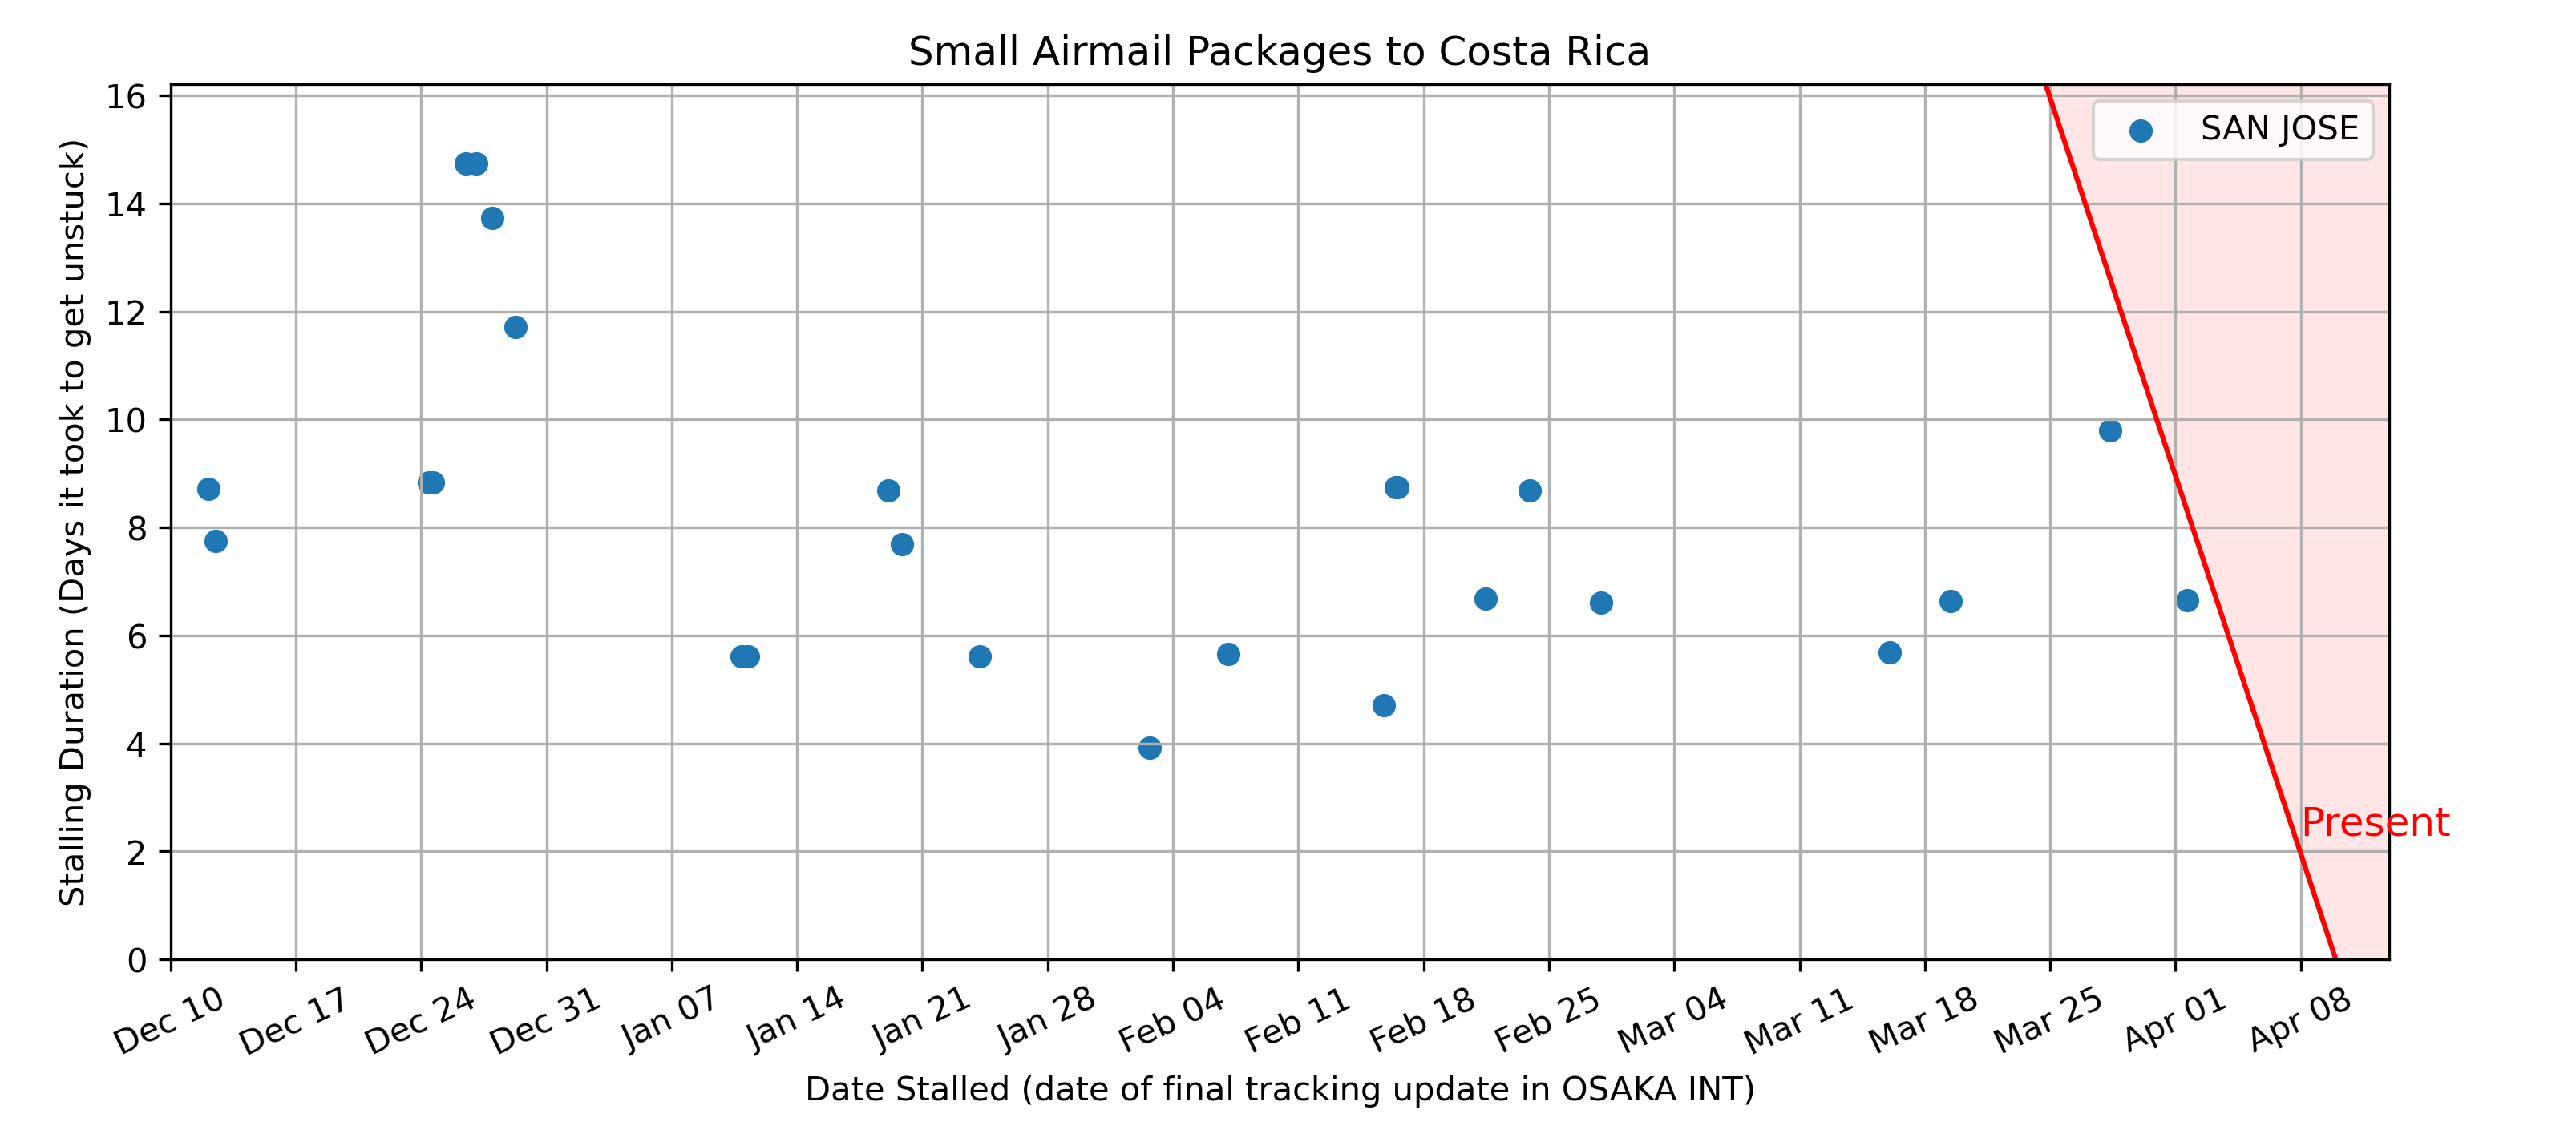 Small Airmail Packages to Costa Rica
SAN JOSE
Stalling Duration (Days it took to get unstuck)
16
14
12
10
8
6
4
2
0
Present
Dec 10
Dec 17
Dec 24
Dec 31
Jan 07
Jan 14
Jan 21
Jan 28
Feb 04
Feb 11
Feb 18
Feb 25
Mar 04
Mar 11
Mar 18
Mar 25
Apr 01
Apr 08
Date Stalled (date of final tracking update in OSAKA INT)